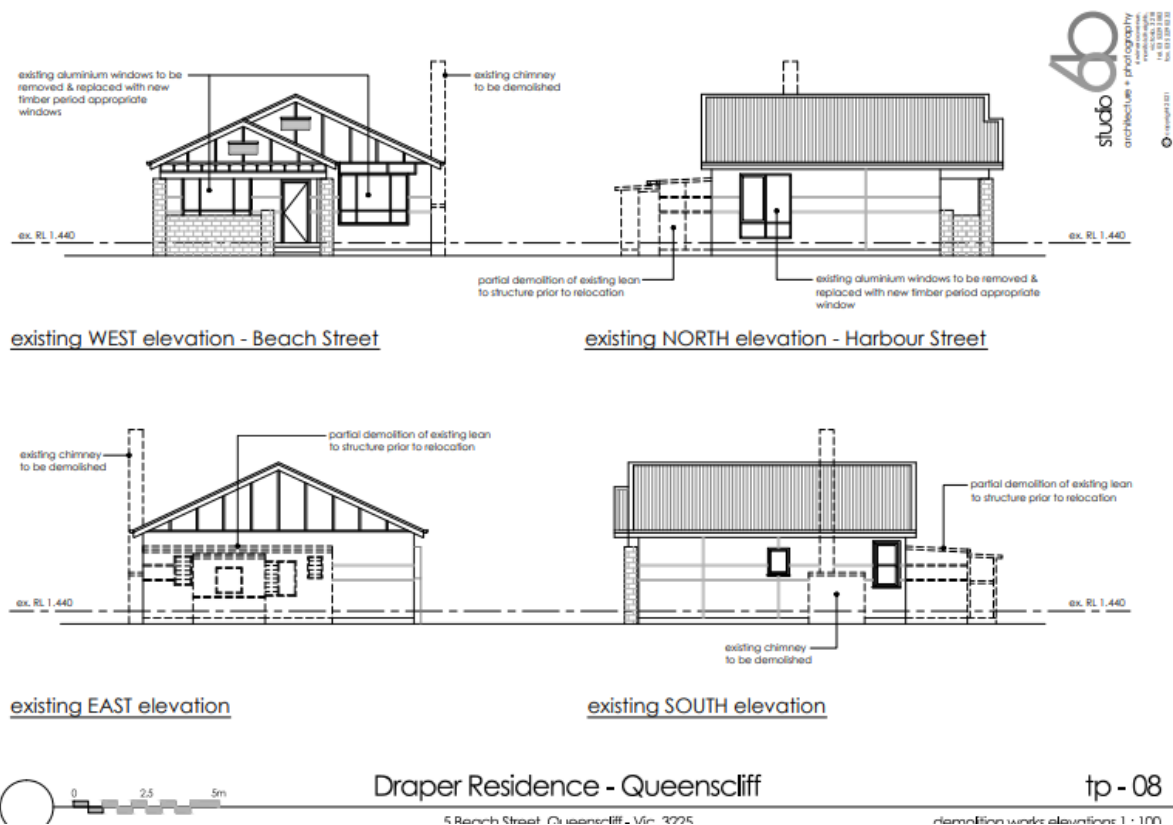 studio
6b
architecture + photography
© copyright 2021
existing aluminium windows to be
removed & replaced with new
timber period appropriate
windows
existing chimney
to be demolished
ex. RL 1.440
ex. RL 1.440
partial demolition of existing lean
to structure prior to relocation
existing aluminium windows to be removed &
replaced with new timber period appropriate
window
existing WEST elevation - Beach Street
existing NORTH elevation - Harbour Street
existing chimney
to be demolished
partial demolition of existing lean
to structure prior to relocation
partial demolition of existing lean
to structure prior to relocation
ex. RL 1.440
ex. RL 1.440
existing chimney
to be demolished
existing EAST elevation
existing SOUTH elevation
0 2.5 5m
Draper Residence - Queenscliff
tp - 08
5 Beach Street, Queenscliff - Vic. 3225
demolition works elevations 1 : 100